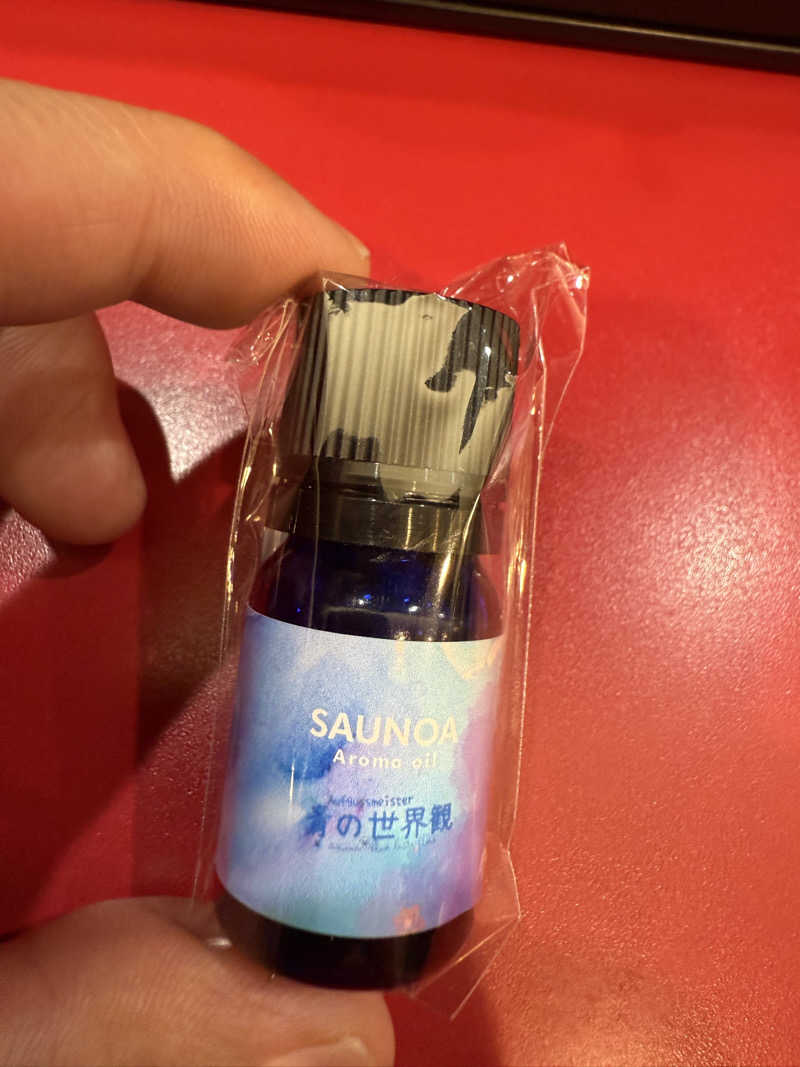 SAUNOA
Aroma oil
Aufgussmeister
青の世界観